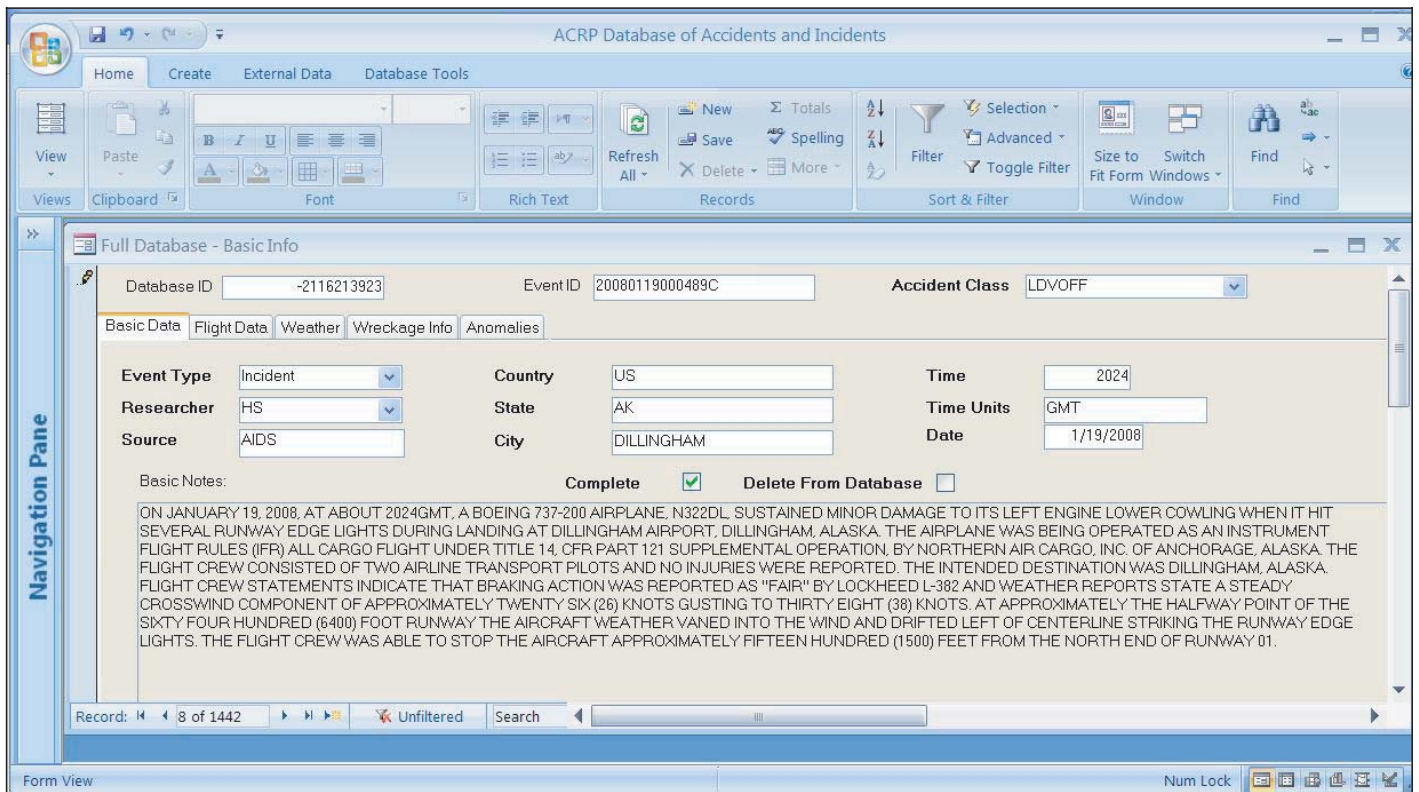 ACRP Database of Accidents and Incidents
Home Create External Data Database Tools
View
Views
Paste
Clipboard
B I U
A
Font
ab
Rich Text
Refresh All
New
Save
Delete
Σ Totals
ABC Spelling
More
Records
A Z
Z A
A Z
Filter
Selection
Advanced
Toggle Filter
Sort & Filter
Size to Fit Form
Switch Windows
Window
Find
Find
Navigation Pane
Full Database - Basic Info
Database ID -2116213923 Event ID 20080119000489C Accident Class LDVOFF
Basic Data Flight Data Weather Wreckage Info Anomalies
Event Type Incident Country US Time 2024
Researcher HS State AK Time Units GMT
Source AIDS City DILLINGHAM Date 1/19/2008
Basic Notes: Complete Delete From Database
ON JANUARY 19, 2008, AT ABOUT 2024GMT, A BOEING 737-200 AIRPLANE, N322DL, SUSTAINED MINOR DAMAGE TO ITS LEFT ENGINE LOWER COWLING WHEN IT HIT
SEVERAL RUNWAY EDGE LIGHTS DURING LANDING AT DILLINGHAM AIRPORT, DILLINGHAM, ALASKA. THE AIRPLANE WAS BEING OPERATED AS AN INSTRUMENT
FLIGHT RULES (IFR) ALL CARGO FLIGHT UNDER TITLE 14, CFR PART 121 SUPPLEMENTAL OPERATION, BY NORTHERN AIR CARGO, INC. OF ANCHORAGE, ALASKA. THE
FLIGHT CREW CONSISTED OF TWO AIRLINE TRANSPORT PILOTS AND NO INJURIES WERE REPORTED. THE INTENDED DESTINATION WAS DILLINGHAM, ALASKA.
FLIGHT CREW STATEMENTS INDICATE THAT BRAKING ACTION WAS REPORTED AS "FAIR" BY LOCKHEED L-382 AND WEATHER REPORTS STATE A STEADY
CROSSWIND COMPONENT OF APPROXIMATELY TWENTY SIX (26) KNOTS GUSTING TO THIRTY EIGHT (38) KNOTS. AT APPROXIMATELY THE HALFWAY POINT OF THE
SIXTY FOUR HUNDRED (6400) FOOT RUNWAY THE AIRCRAFT WEATHER VANED INTO THE WIND AND DRIFTED LEFT OF CENTERLINE STRIKING THE RUNWAY EDGE
LIGHTS. THE FLIGHT CREW WAS ABLE TO STOP THE AIRCRAFT APPROXIMATELY FIFTEEN HUNDRED (1500) FEET FROM THE NORTH END OF RUNWAY 01.
Record: 8 of 1442 Unfiltered Search
Form View Num Lock